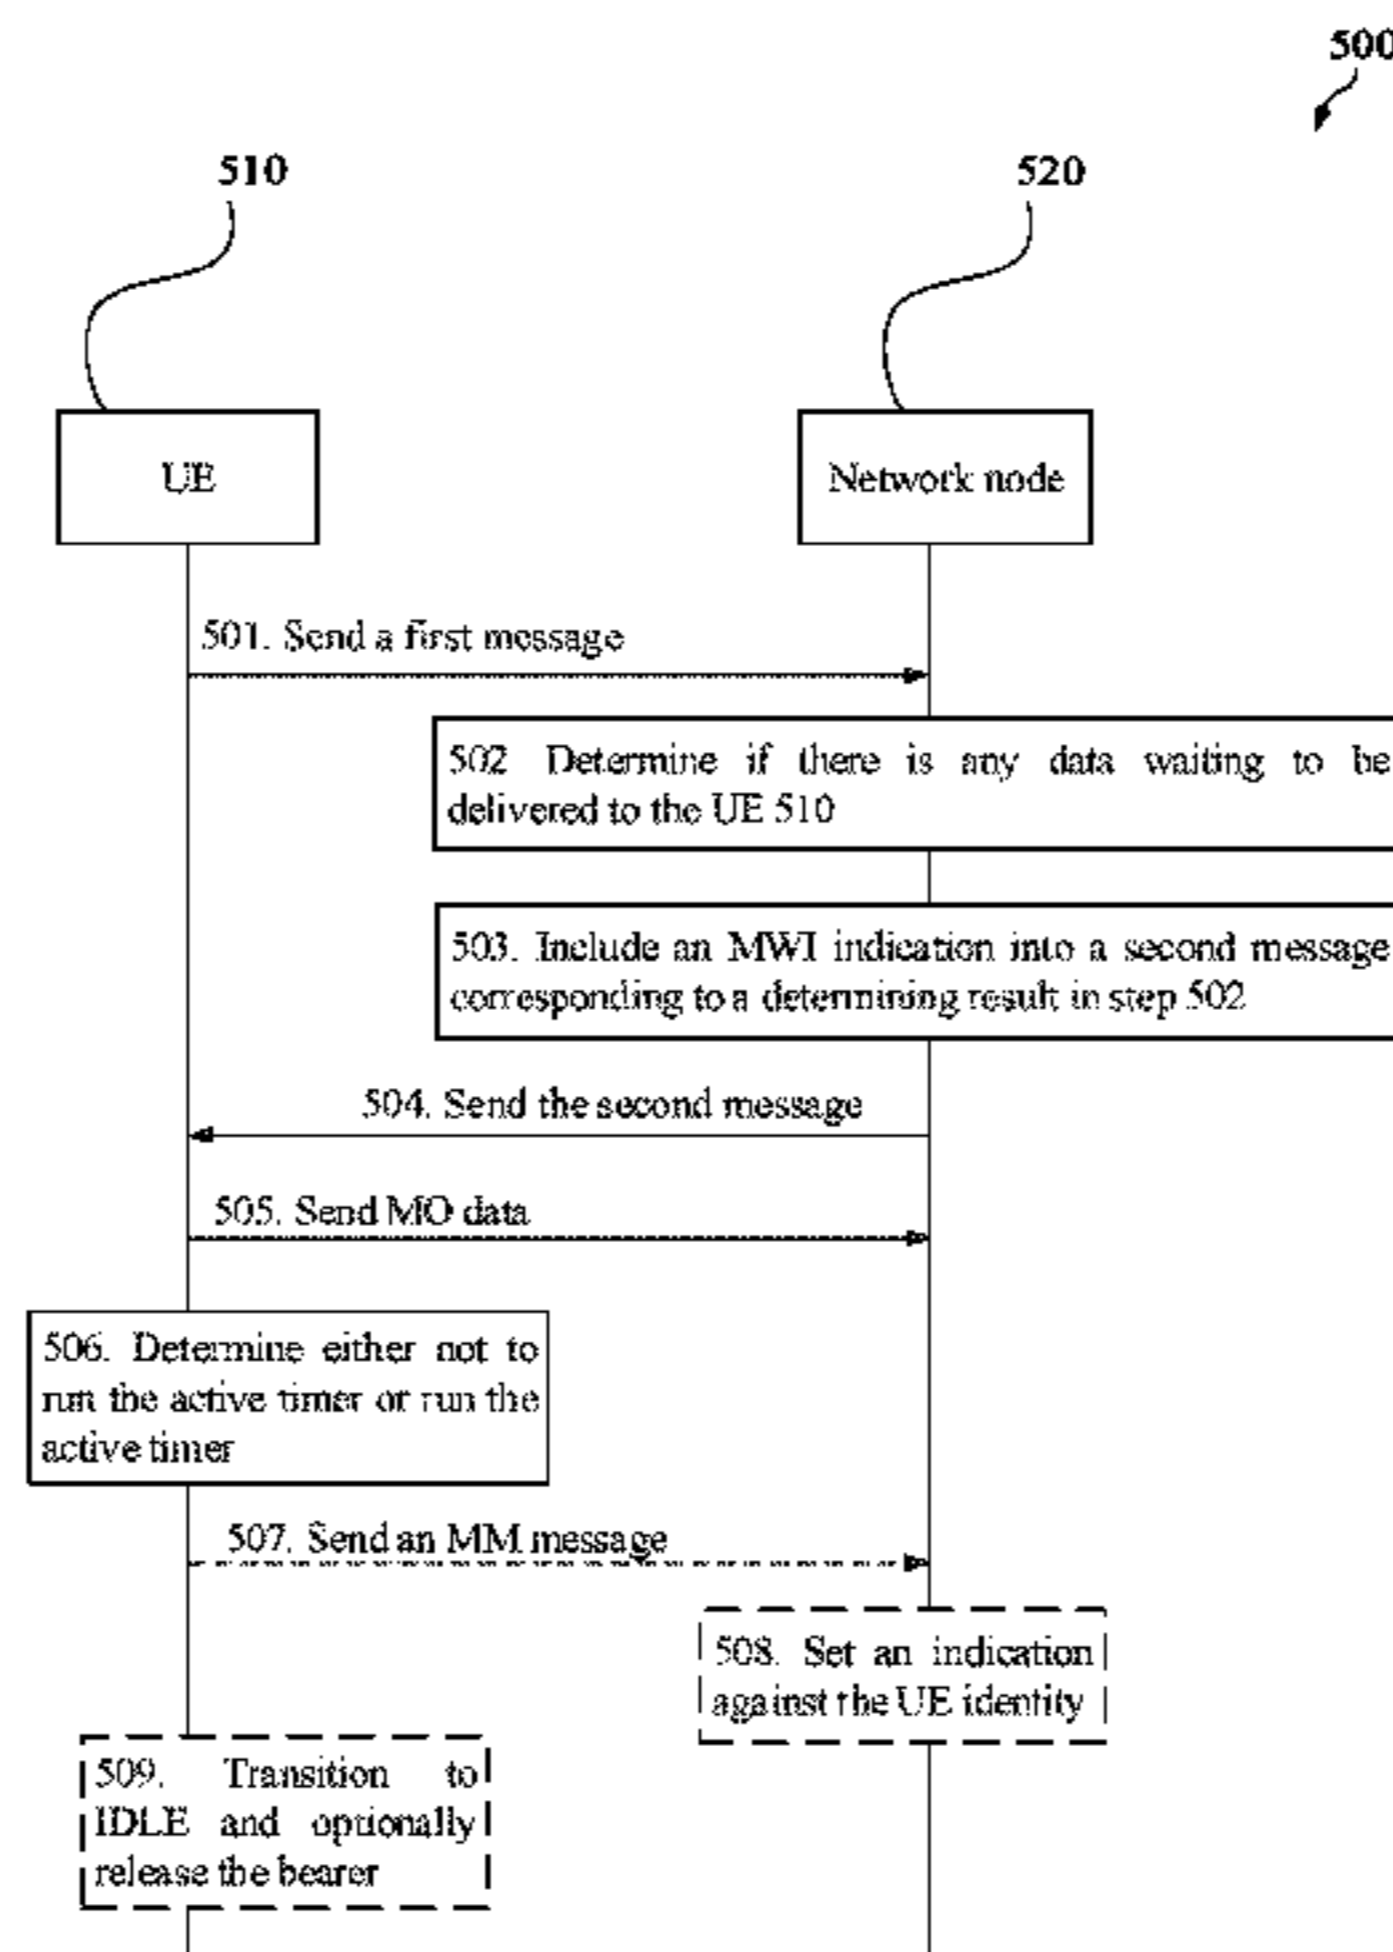 500
510
520
UE
Network node
501. Send a first message
502 Determine if there is any data waiting to be
delivered to the UE 510
503. Include an MWI indication into a second message
corresponding to a determining result in step 502
504. Send the second message
505. Send MO data
506. Determine either not to
run the active timer or run the
active timer
507. Send an MM message
508. Set an indication
against the UE identity
509. Transition to
IDLE and optionally
release the bearer